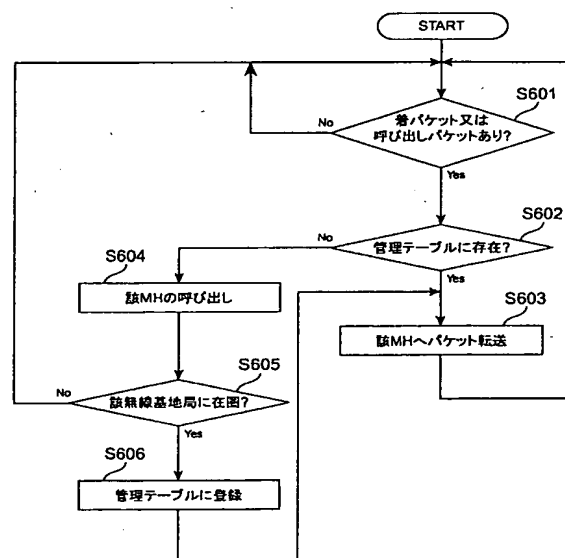 START
S601
着パケット又は
呼び出しパケットあり?
No
Yes
S602
管理テーブルに存在?
No
Yes
S604
該MHの呼び出し
S603
該MHへパケット転送
S605
該無線基地局に在圏?
No
Yes
S606
管理テーブルに登録